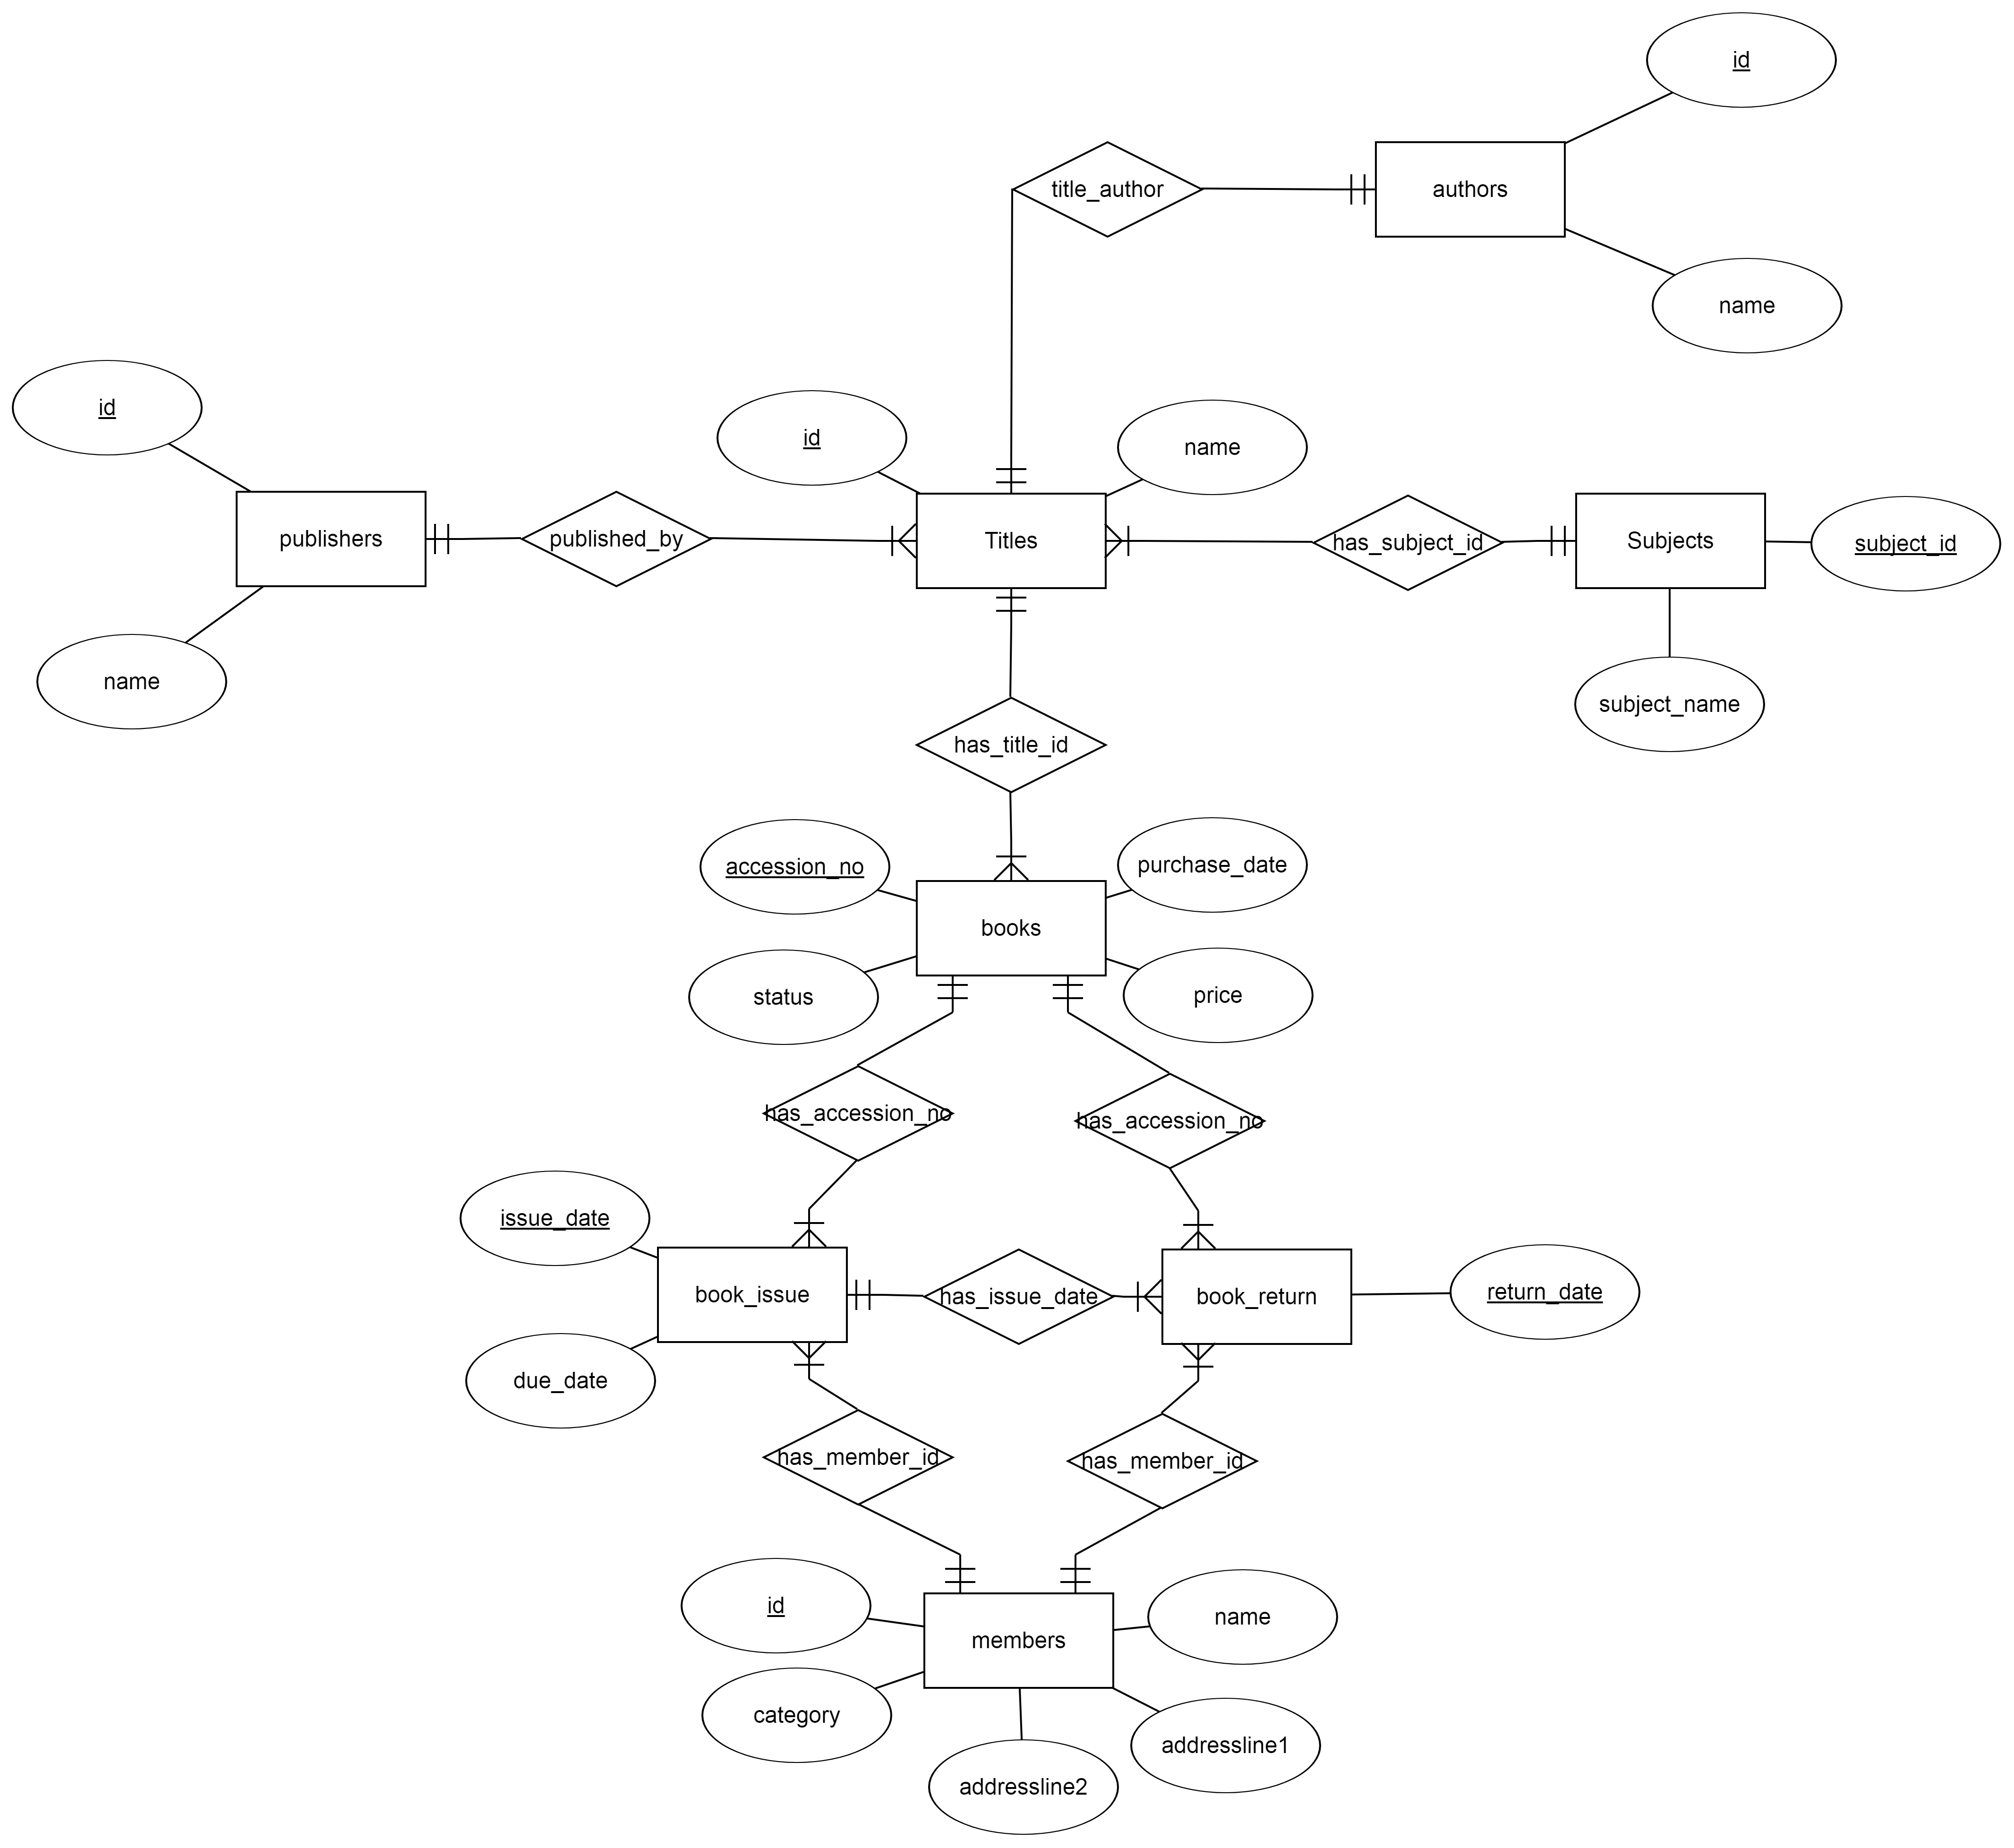 id
title_author
authors
name
id
id
name
publishers
published_by
Titles
has_subject_id
Subjects
subject_id
name
subject_name
has_title_id
accession_no
purchase_date
books
status
price
has_accession_no
has_accession_no
issue_date
book_issue
has_issue_date
book_return
return_date
due_date
has_member_id
has_member_id
id
name
members
category
addressline1
addressline2